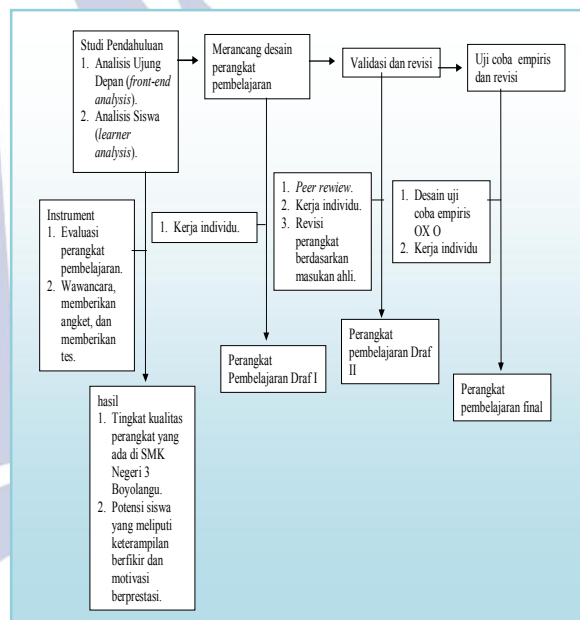 Studi Pendahuluan
1. Analisis Ujung
Depan (front-end
analysis).
2. Analisis Siswa
(learner
analysis).
Merancang desain
perangkat
pembelajaran
Validasi dan revisi
Uji coba empiris
dan revisi
Instrument
1. Evaluasi
perangkat
pembelajaran.
2. Wawancara,
memberikan
angket, dan
memberikan
tes.
1. Kerja individu.
1. Peer rewiew.
2. Kerja individu.
3. Revisi
perangkat
berdasarkan
masukan ahli.
1. Desain uji
coba empiris
OX O
2. Kerja individu
hasil
1. Tingkat kualitas
perangkat yang
ada di SMK
Negeri 3
Boyolangu.
2. Potensi siswa
yang meliputi
keterampilan
berfikir dan
motivasi
berprestasi.
Perangkat
Pembelajaran Draf I
Perangkat
pembelajaran Draf
II
Perangkat
pembelajaran final